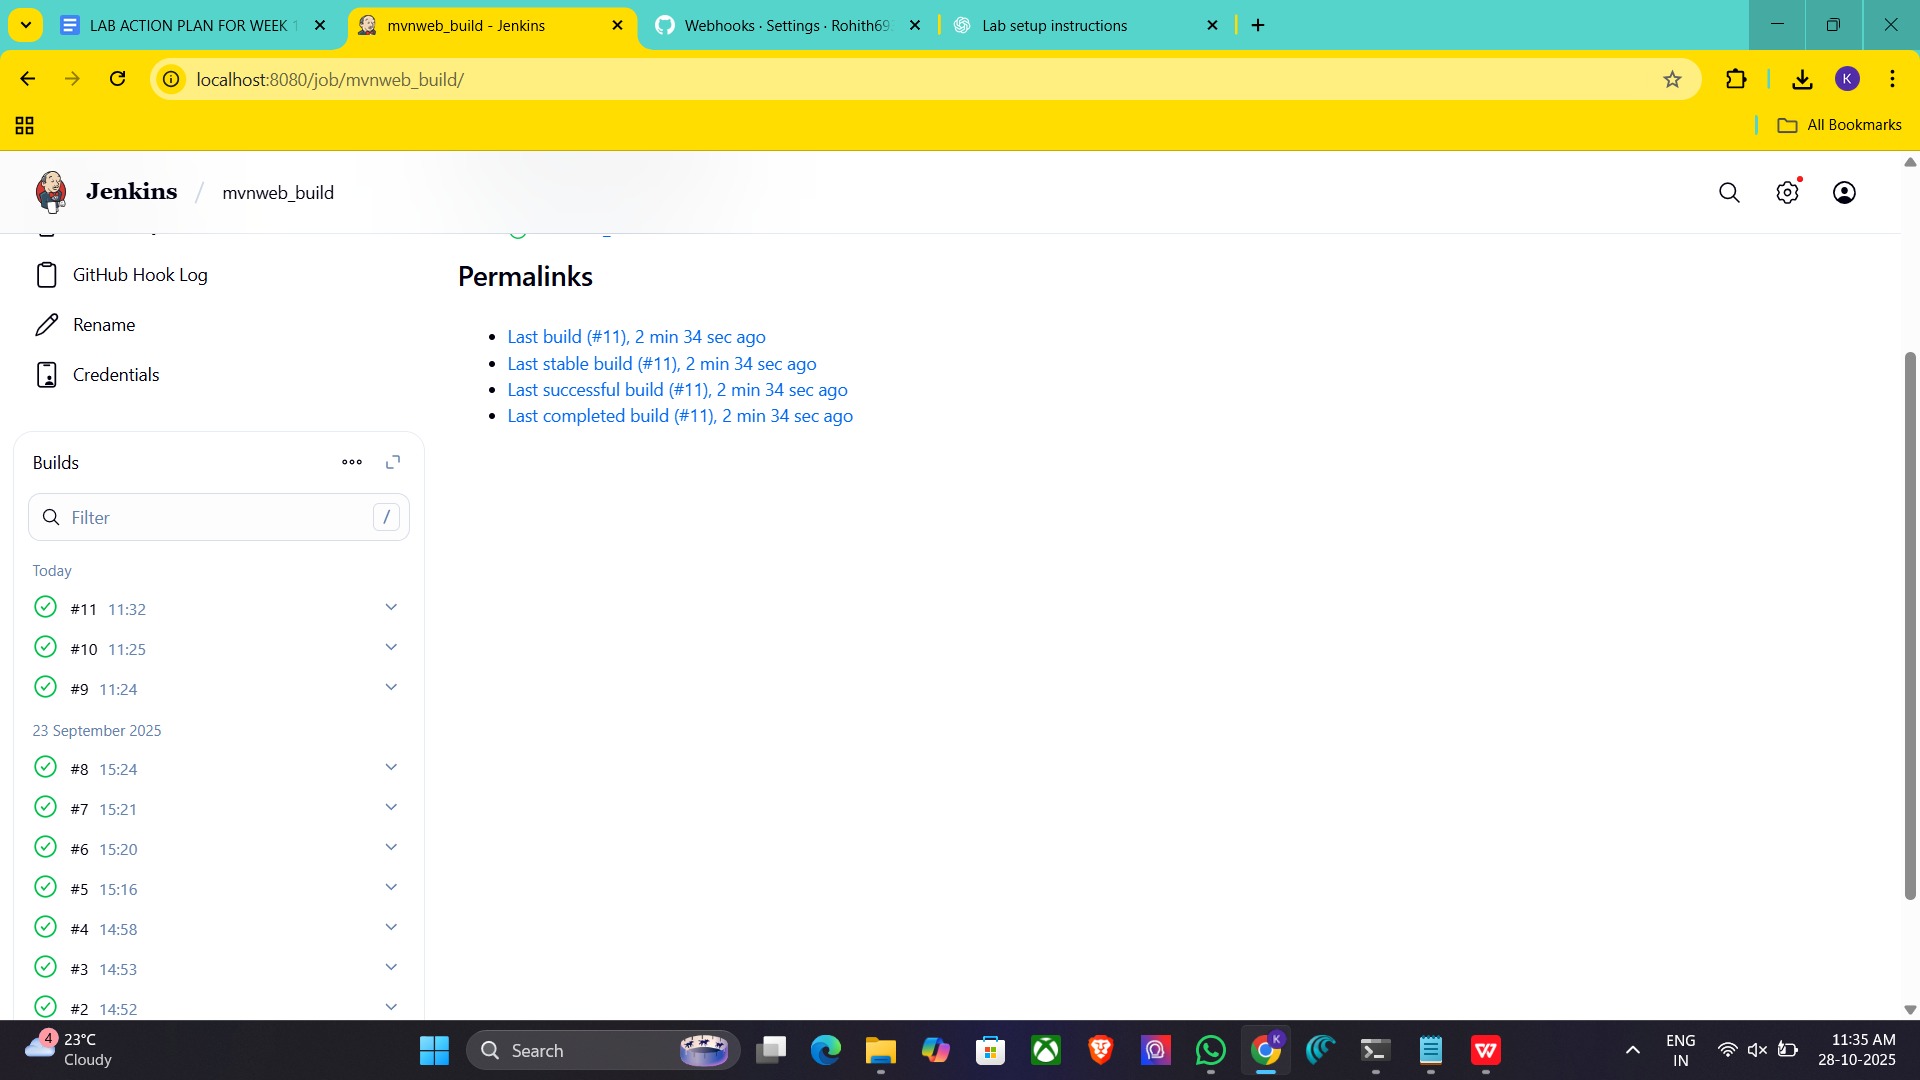 LAB ACTION PLAN FOR WEEK 1
mvnweb_build - Jenkins
Webhooks · Settings · Rohith69
Lab setup instructions
localhost:8080/job/mvnweb_build/
K
All Bookmarks
Jenkins / mvnweb_build
GitHub Hook Log
Rename
Credentials
Permalinks
Last build (#11), 2 min 34 sec ago
Last stable build (#11), 2 min 34 sec ago
Last successful build (#11), 2 min 34 sec ago
Last completed build (#11), 2 min 34 sec ago
Builds
Filter /
Today
#11 11:32
#10 11:25
#9 11:24
23 September 2025
#8 15:24
#7 15:21
#6 15:20
#5 15:16
#4 14:58
#3 14:53
#2 14:52
4
23°C
Cloudy
Search
K
ENG
IN
11:35 AM
28-10-2025